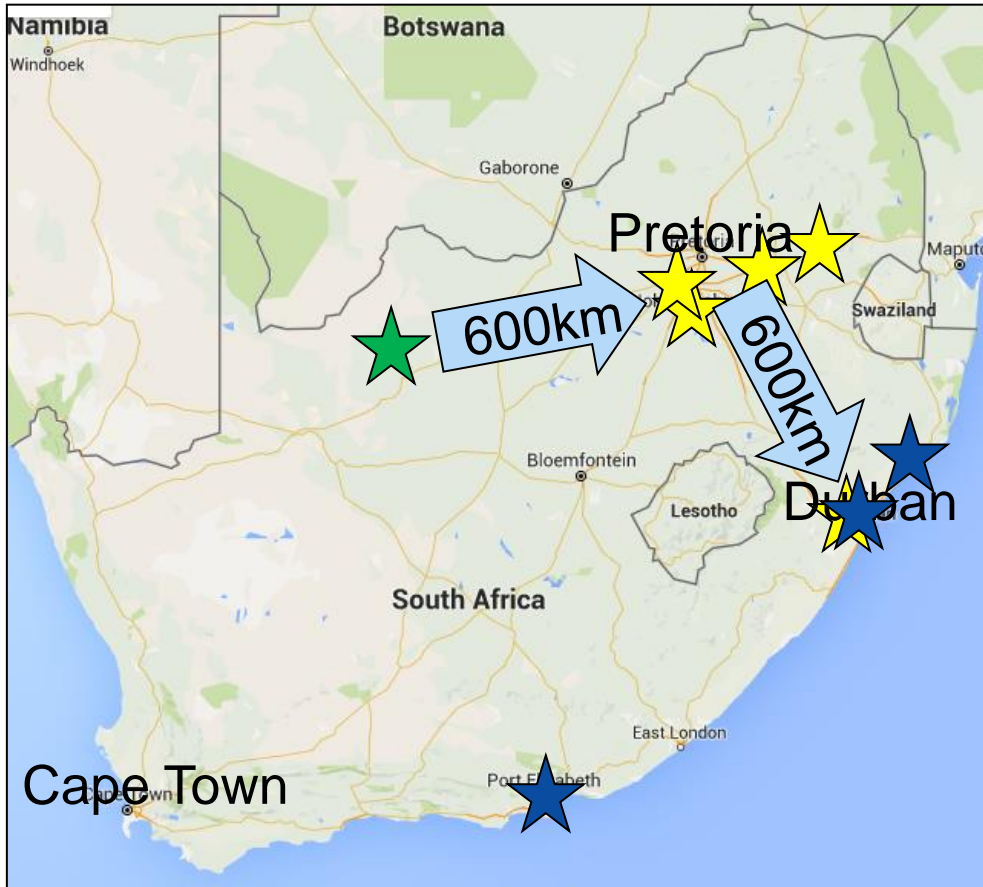 Namibia
Botswana
Windhoek
Gaborone
Pretoria
Maputo
Swaziland
600km
600km
Bloemfontein
Lesotho
Durban
South Africa
East London
Port Elizabeth
Cape Town
Cape Town